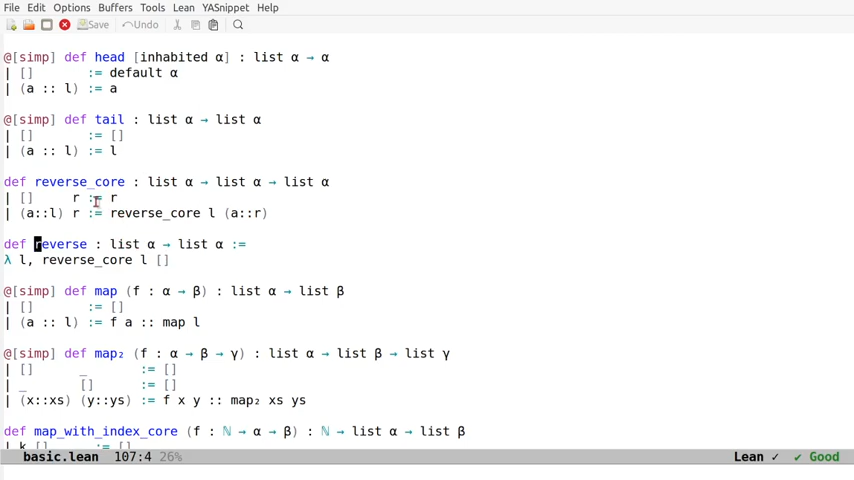 File Edit Options Buffers Tools Lean YASnippet Help
Save Undo
@[simp] def head [inhabited α] : list α → α
| []       := default α
| (a :: l) := a
@[simp] def tail : list α → list α
| []       := []
| (a :: l) := l
def reverse_core : list α → list α → list α
| []     r := r
| (a::l) r := reverse_core l (a::r)
def reverse : list α → list α :=
λ l, reverse_core l []
@[simp] def map (f : α → β) : list α → list β
| []       := []
| (a :: l) := f a :: map l
@[simp] def map₂ (f : α → β → γ) : list α → list β → list γ
| []      _       := []
| _       []      := []
| (x::xs) (y::ys) := f x y :: map₂ xs ys
def map_with_index_core (f : ℕ → α → β) : ℕ → list α → list β
| k []      := []
basic.lean 107:4 26% Lean ✓ ✔ Good